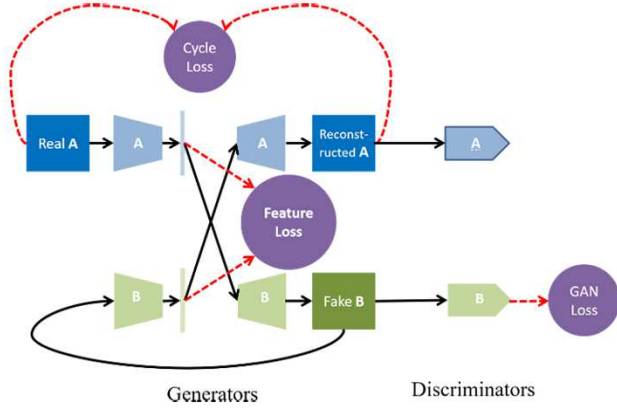 Cycle
Loss
Real A
A
A
Reconst-
ructed A
A
Feature
Loss
B
B
Fake B
B
GAN
Loss
Generators
Discriminators